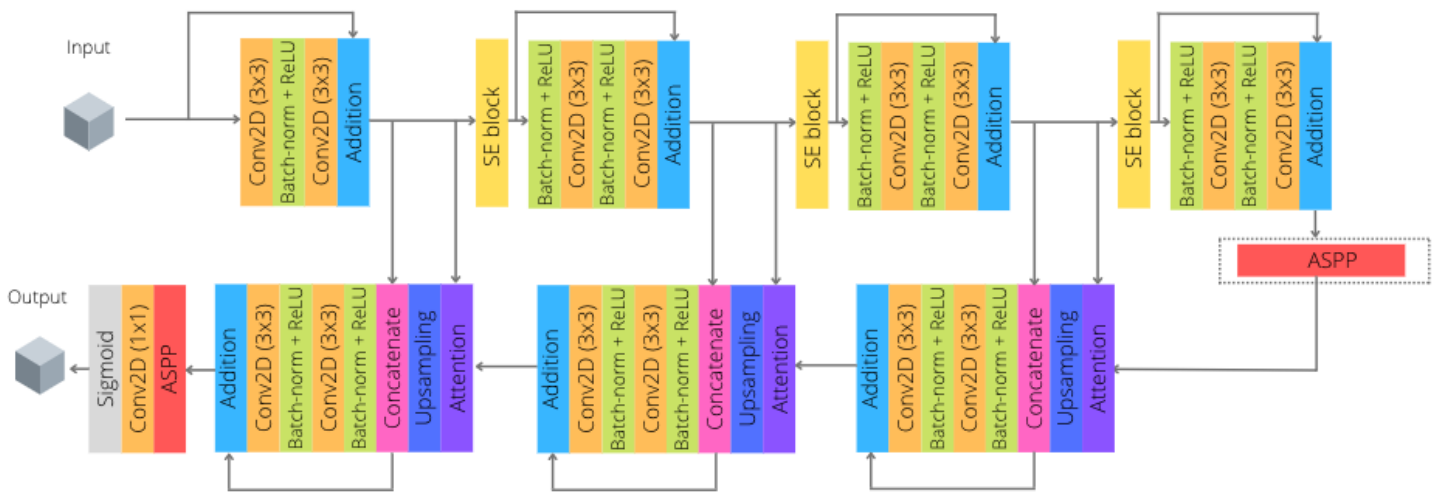 Input
Conv2D (3x3)
Batch-norm + ReLU
Conv2D (3x3)
Addition
SE block
Batch-norm + ReLU
Conv2D (3x3)
Batch-norm + ReLU
Conv2D (3x3)
Addition
SE block
Batch-norm + ReLU
Conv2D (3x3)
Batch-norm + ReLU
Conv2D (3x3)
Addition
SE block
Batch-norm + ReLU
Conv2D (3x3)
Batch-norm + ReLU
Conv2D (3x3)
Addition
ASPP
Output
Sigmoid
Conv2D (1x1)
ASPP
Addition
Conv2D (3x3)
Batch-norm + ReLU
Conv2D (3x3)
Batch-norm + ReLU
Concatenate
Upsampling
Attention
Addition
Conv2D (3x3)
Batch-norm + ReLU
Conv2D (3x3)
Batch-norm + ReLU
Concatenate
Upsampling
Attention
Addition
Conv2D (3x3)
Batch-norm + ReLU
Conv2D (3x3)
Batch-norm + ReLU
Concatenate
Upsampling
Attention